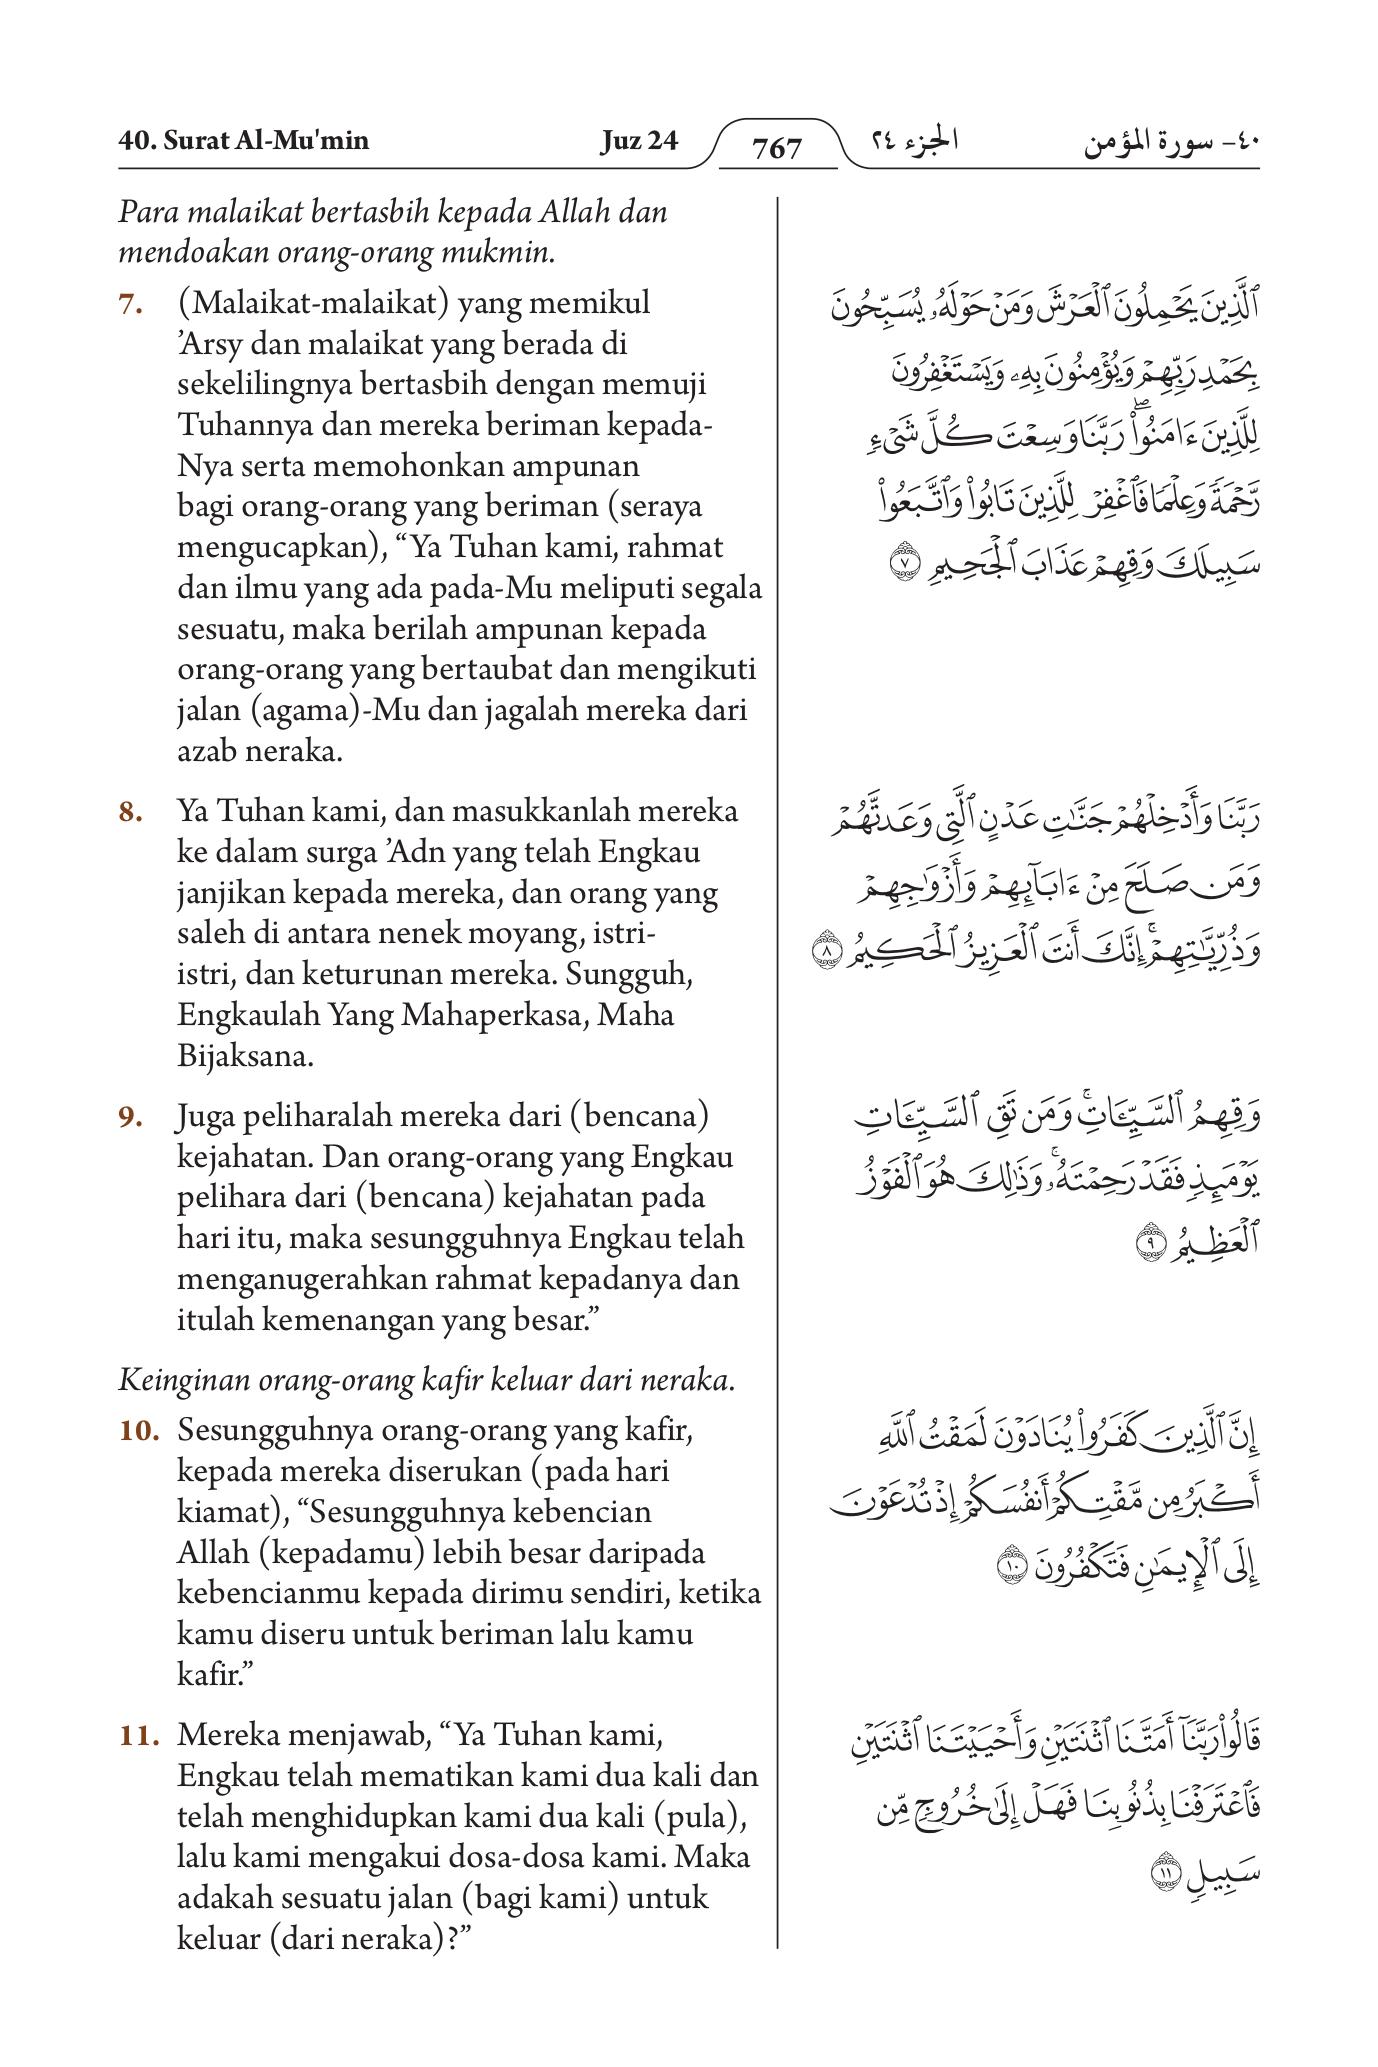 40. Surat Al-Mu'min Juz 24 767 الجزء ٢٤ ٤٠- سورة المؤمن
Para malaikat bertasbih kepada Allah dan
mendoakan orang-orang mukmin.
7. (Malaikat-malaikat) yang memikul
’Arsy dan malaikat yang berada di
sekelilingnya bertasbih dengan memuji
Tuhannya dan mereka beriman kepada-
Nya serta memohonkan ampunan
bagi orang-orang yang beriman (seraya
mengucapkan), “Ya Tuhan kami, rahmat
dan ilmu yang ada pada-Mu meliputi segala
sesuatu, maka berilah ampunan kepada
orang-orang yang bertaubat dan mengikuti
jalan (agama)-Mu dan jagalah mereka dari
azab neraka.
ٱلَّذِينَ يَحْمِلُونَ ٱلْعَرْشَ وَمَنْ حَوْلَهُۥ يُسَبِّحُونَ
بِحَمْدِ رَبِّهِمْ وَيُؤْمِنُونَ بِهِۦ وَيَسْتَغْفِرُونَ
لِلَّذِينَ ءَامَنُوا۟ۖ رَبَّنَا وَسِعْتَ كُلَّ شَىْءٍ
رَّحْمَةً وَعِلْمًا فَٱغْفِرْ لِلَّذِينَ تَابُوا۟ وَٱتَّبَعُوا۟
سَبِيلَكَ وَقِهِمْ عَذَابَ ٱلْجَحِيمِ ٧
8. Ya Tuhan kami, dan masukkanlah mereka
ke dalam surga ’Adn yang telah Engkau
janjikan kepada mereka, dan orang yang
saleh di antara nenek moyang, istri-
istri, dan keturunan mereka. Sungguh,
Engkaulah Yang Mahaperkasa, Maha
Bijaksana.
رَبَّنَا وَأَدْخِلْهُمْ جَنَّٰتِ عَدْنٍ ٱلَّتِى وَعَدتَّهُمْ
وَمَن صَلَحَ مِنْ ءَابَآئِهِمْ وَأَزْوَٰجِهِمْ
وَذُرِّيَّٰتِهِمْۚ إِنَّكَ أَنتَ ٱلْعَزِيزُ ٱلْحَكِيمُ ٨
9. Juga peliharalah mereka dari (bencana)
kejahatan. Dan orang-orang yang Engkau
pelihara dari (bencana) kejahatan pada
hari itu, maka sesungguhnya Engkau telah
menganugerahkan rahmat kepadanya dan
itulah kemenangan yang besar.”
وَقِهِمُ ٱلسَّيِّـَٔاتِۚ وَمَن تَقِ ٱلسَّيِّـَٔاتِ
يَوْمَئِذٍ فَقَدْ رَحِمْتَهُۥۚ وَذَٰلِكَ هُوَ ٱلْفَوْزُ
ٱلْعَظِيمُ ٩
Keinginan orang-orang kafir keluar dari neraka.
10. Sesungguhnya orang-orang yang kafir,
kepada mereka diserukan (pada hari
kiamat), “Sesungguhnya kebencian
Allah (kepadamu) lebih besar daripada
kebencianmu kepada dirimu sendiri, ketika
kamu diseru untuk beriman lalu kamu
kafir.”
إِنَّ ٱلَّذِينَ كَفَرُوا۟ يُنَادَوْنَ لَمَقْتُ ٱللَّهِ
أَكْبَرُ مِن مَّقْتِكُمْ أَنفُسَكُمْ إِذْ تُدْعَوْنَ
إِلَى ٱلْإِيمَٰنِ فَتَكْفُرُونَ ١٠
11. Mereka menjawab, “Ya Tuhan kami,
Engkau telah mematikan kami dua kali dan
telah menghidupkan kami dua kali (pula),
lalu kami mengakui dosa-dosa kami. Maka
adakah sesuatu jalan (bagi kami) untuk
keluar (dari neraka)?”
قَالُوا۟ رَبَّنَآ أَمَتَّنَا ٱثْنَتَيْنِ وَأَحْيَيْتَنَا ٱثْنَتَيْنِ
فَٱعْتَرَفْنَا بِذُنُوبِنَا فَهَلْ إِلَىٰ خُرُوجٍ مِّن
سَبِيلٍ ١١